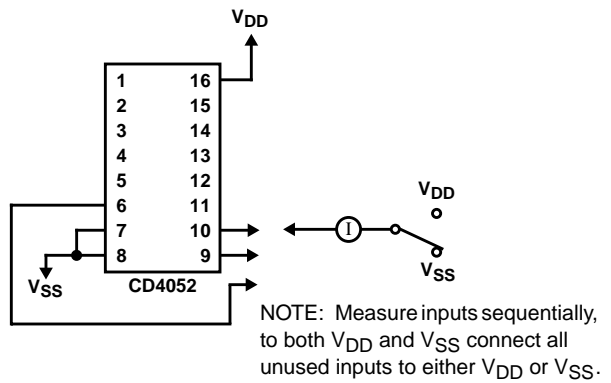 VDD
1 16
2 15
3 14
4 13
5 12
6 11
7 10
8 9
VSS
CD4052
I
VDD
VSS
NOTE: Measure inputs sequentially,
to both VDD and VSS connect all
unused inputs to either VDD or VSS.